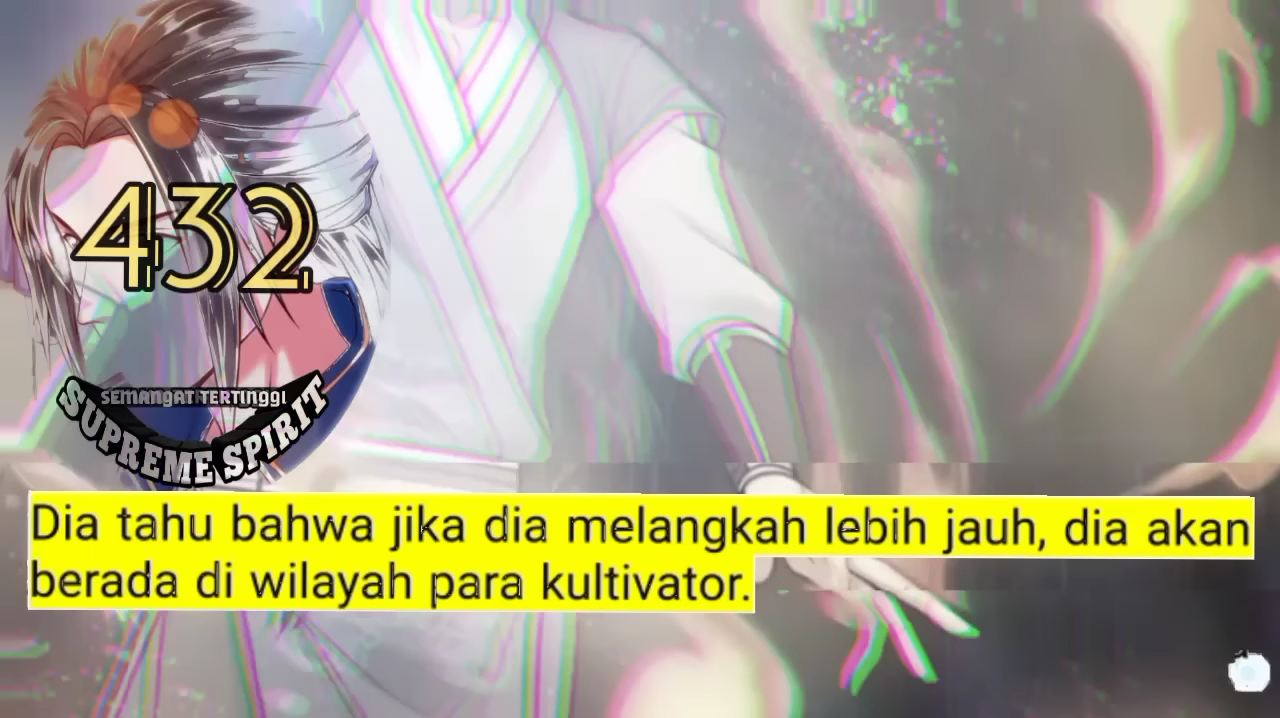 432
SEMANGAT TERTINGGI
SUPREME SPIRIT
Dia tahu bahwa jika dia melangkah lebih jauh, dia akan
berada di wilayah para kultivator.